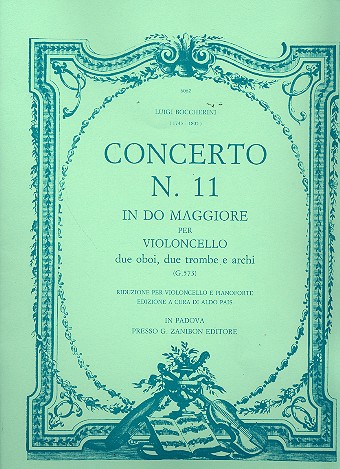 LUIGI BOCCHERINI
CONCERTO
N. 11
IN DO MAGGIORE
PER
VIOLONCELLO
due oboi, due trombe e archi
(G.573)
RIDUZIONE PER VIOLONCELLO E PIANOFORTE
EDIZIONE A CURA DI ALDO PAIS
IN PADOVA
PRESSO G. ZANIBON EDITORE